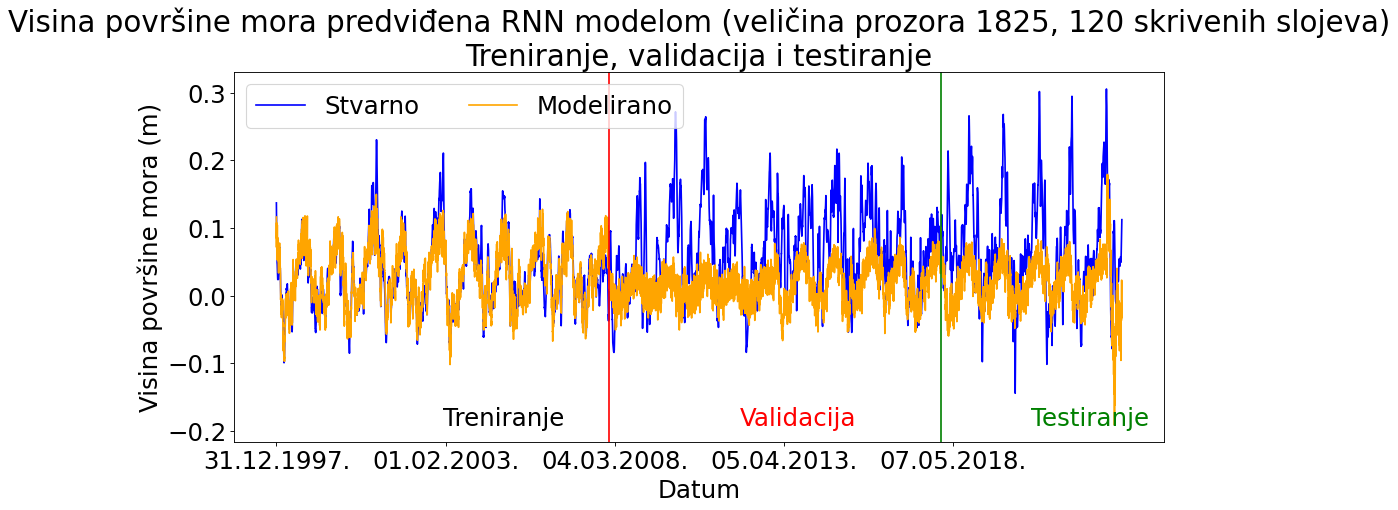 Visina površine mora predviđena RNN modelom (veličina prozora 1825, 120 skrivenih slojeva)
Treniranje, validacija i testiranje
Stvarno
Modelirano
Visina površine mora (m)
0.3
0.2
0.1
0.0
−0.1
−0.2
Treniranje
Validacija
Testiranje
31.12.1997.
01.02.2003.
04.03.2008.
05.04.2013.
07.05.2018.
Datum